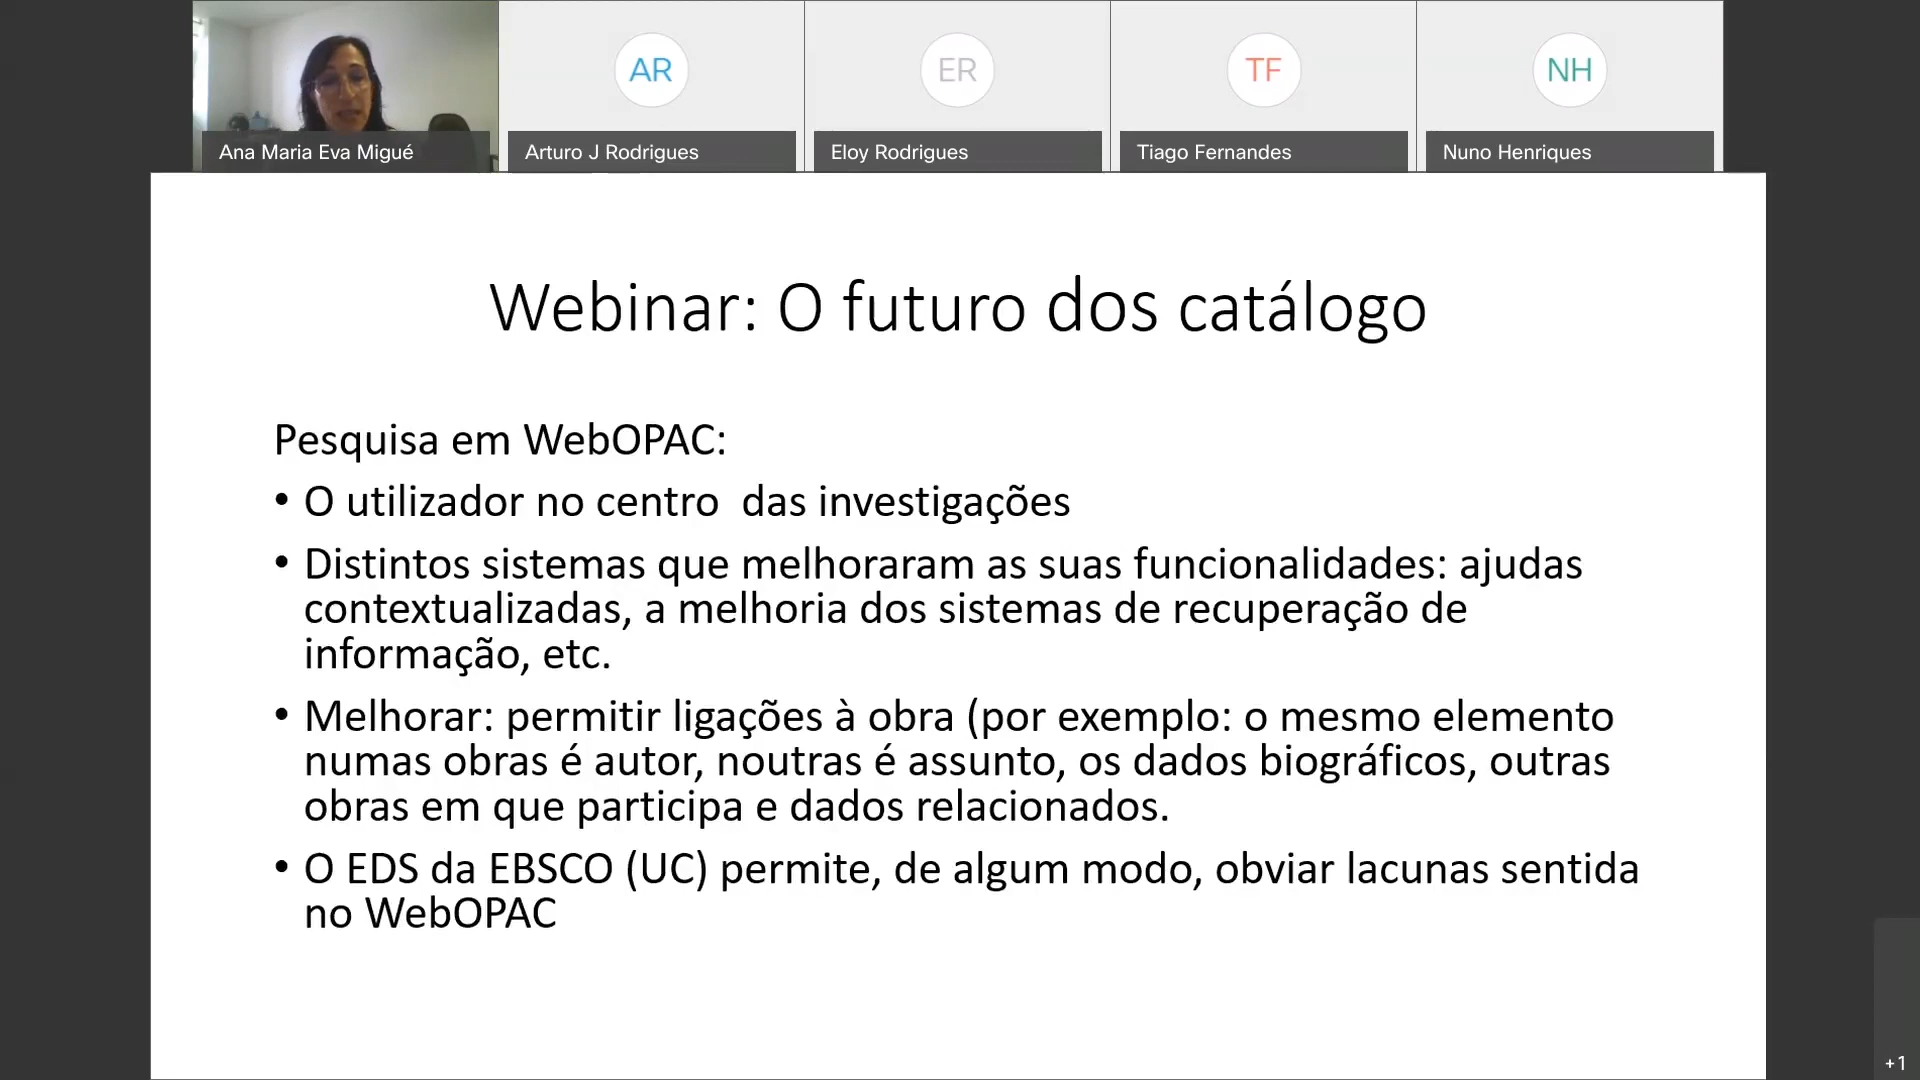 AR
ER
TF
NH
Ana Maria Eva Migué
Arturo J Rodrigues
Eloy Rodrigues
Tiago Fernandes
Nuno Henriques
Webinar: O futuro dos catálogo
Pesquisa em WebOPAC:
• O utilizador no centro  das investigações
• Distintos sistemas que melhoraram as suas funcionalidades: ajudas
contextualizadas, a melhoria dos sistemas de recuperação de
informação, etc.
• Melhorar: permitir ligações à obra (por exemplo: o mesmo elemento
numas obras é autor, noutras é assunto, os dados biográficos, outras
obras em que participa e dados relacionados.
• O EDS da EBSCO (UC) permite, de algum modo, obviar lacunas sentida
no WebOPAC
+1